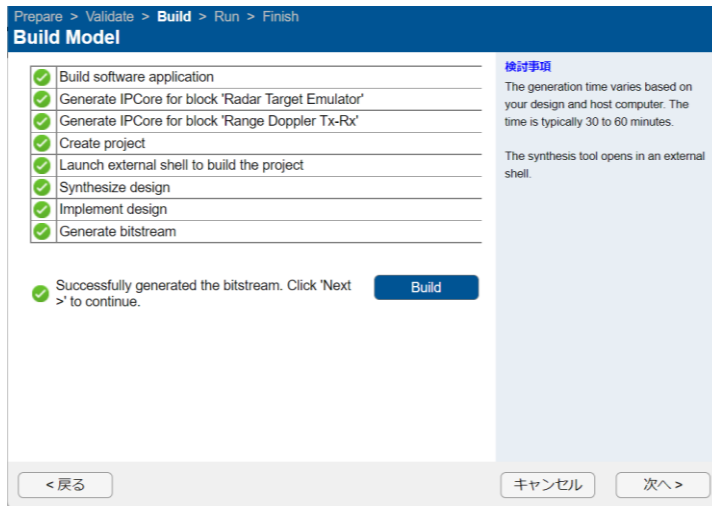 Prepare > Validate > Build > Run > Finish
Build Model
Build software application
Generate IPCore for block 'Radar Target Emulator'
Generate IPCore for block 'Range Doppler Tx-Rx'
Create project
Launch external shell to build the project
Synthesize design
Implement design
Generate bitstream
Successfully generated the bitstream. Click 'Next
>' to continue.
Build
検討事項
The generation time varies based on
your design and host computer. The
time is typically 30 to 60 minutes.
The synthesis tool opens in an external
shell.
< 戻る
キャンセル
次へ >